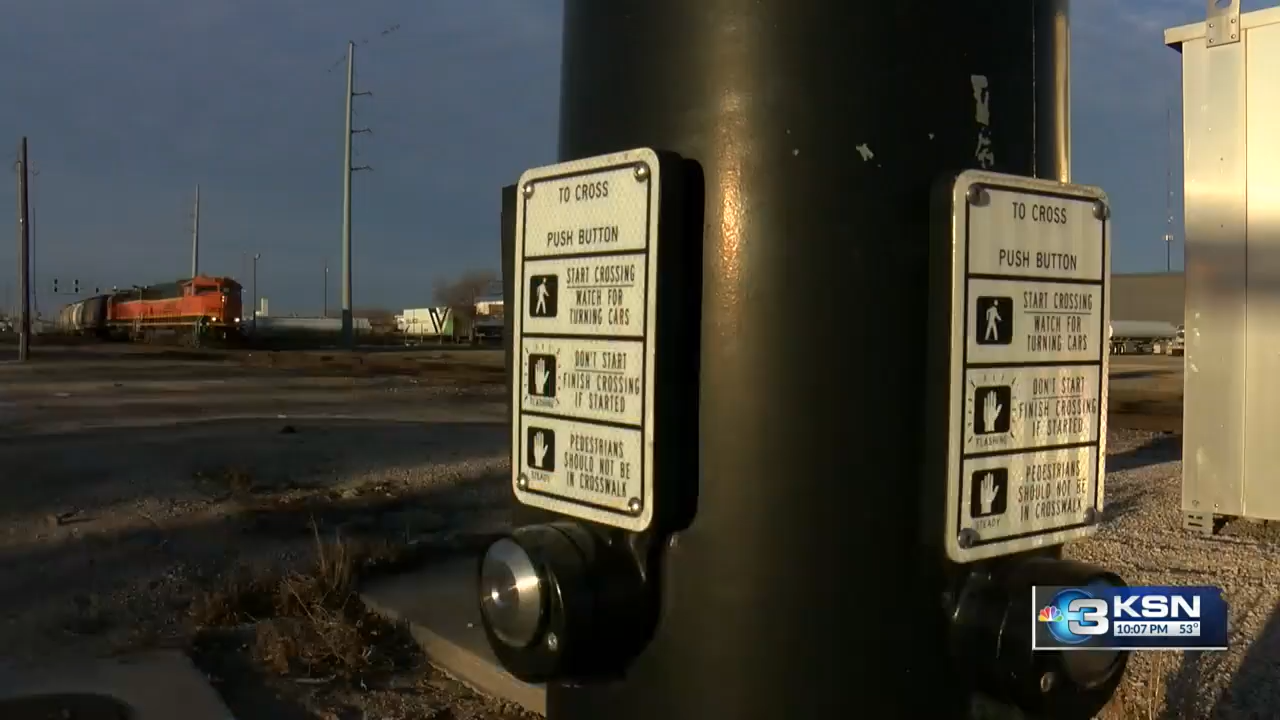 TO CROSS
PUSH BUTTON
START CROSSING
WATCH FOR
TURNING CARS
DON'T START
FINISH CROSSING
IF STARTED
FLASHING
PEDESTRIANS
SHOULD NOT BE
IN CROSSWALK
STEADY
TO CROSS
PUSH BUTTON
START CROSSING
WATCH FOR
TURNING CARS
DON'T START
FINISH CROSSING
IF STARTED
FLASHING
PEDESTRIANS
SHOULD NOT BE
IN CROSSWALK
STEADY
3 KSN
10:07 PM 53°